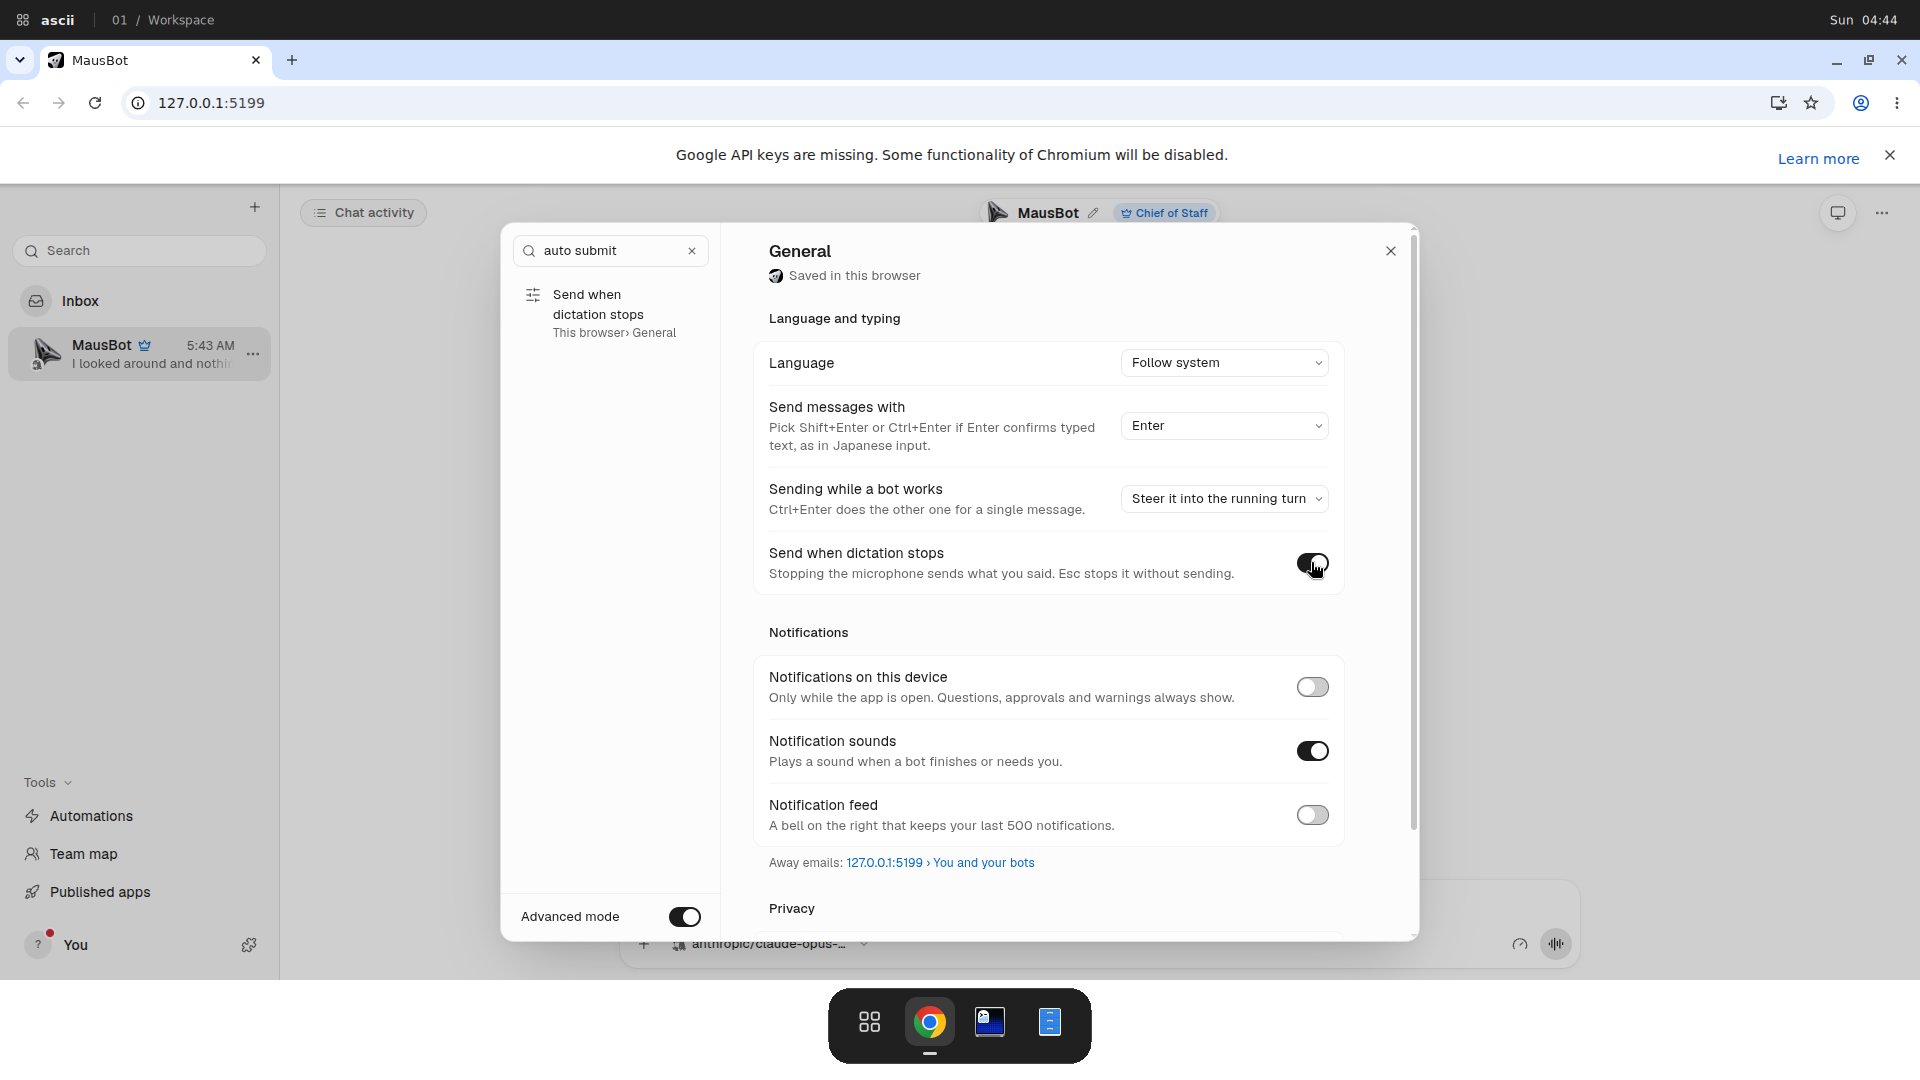 ascii
01 / Workspace
Sun 04:44
MausBot
127.0.0.1:5199
Google API keys are missing. Some functionality of Chromium will be disabled.
Learn more
Search
Inbox
MausBot
5:43 AM
I looked around and nothin
Tools
Automations
Team map
Published apps
?
You
Chat activity
MausBot
Chief of Staff
auto submit
Send when
dictation stops
This browser› General
Advanced mode
General
Saved in this browser
Language and typing
Language
Follow system
Send messages with
Pick Shift+Enter or Ctrl+Enter if Enter confirms typed
text, as in Japanese input.
Enter
Sending while a bot works
Ctrl+Enter does the other one for a single message.
Steer it into the running turn
Send when dictation stops
Stopping the microphone sends what you said. Esc stops it without sending.
Notifications
Notifications on this device
Only while the app is open. Questions, approvals and warnings always show.
Notification sounds
Plays a sound when a bot finishes or needs you.
Notification feed
A bell on the right that keeps your last 500 notifications.
Away emails: 127.0.0.1:5199 › You and your bots
Privacy
anthropic/claude-opus-...